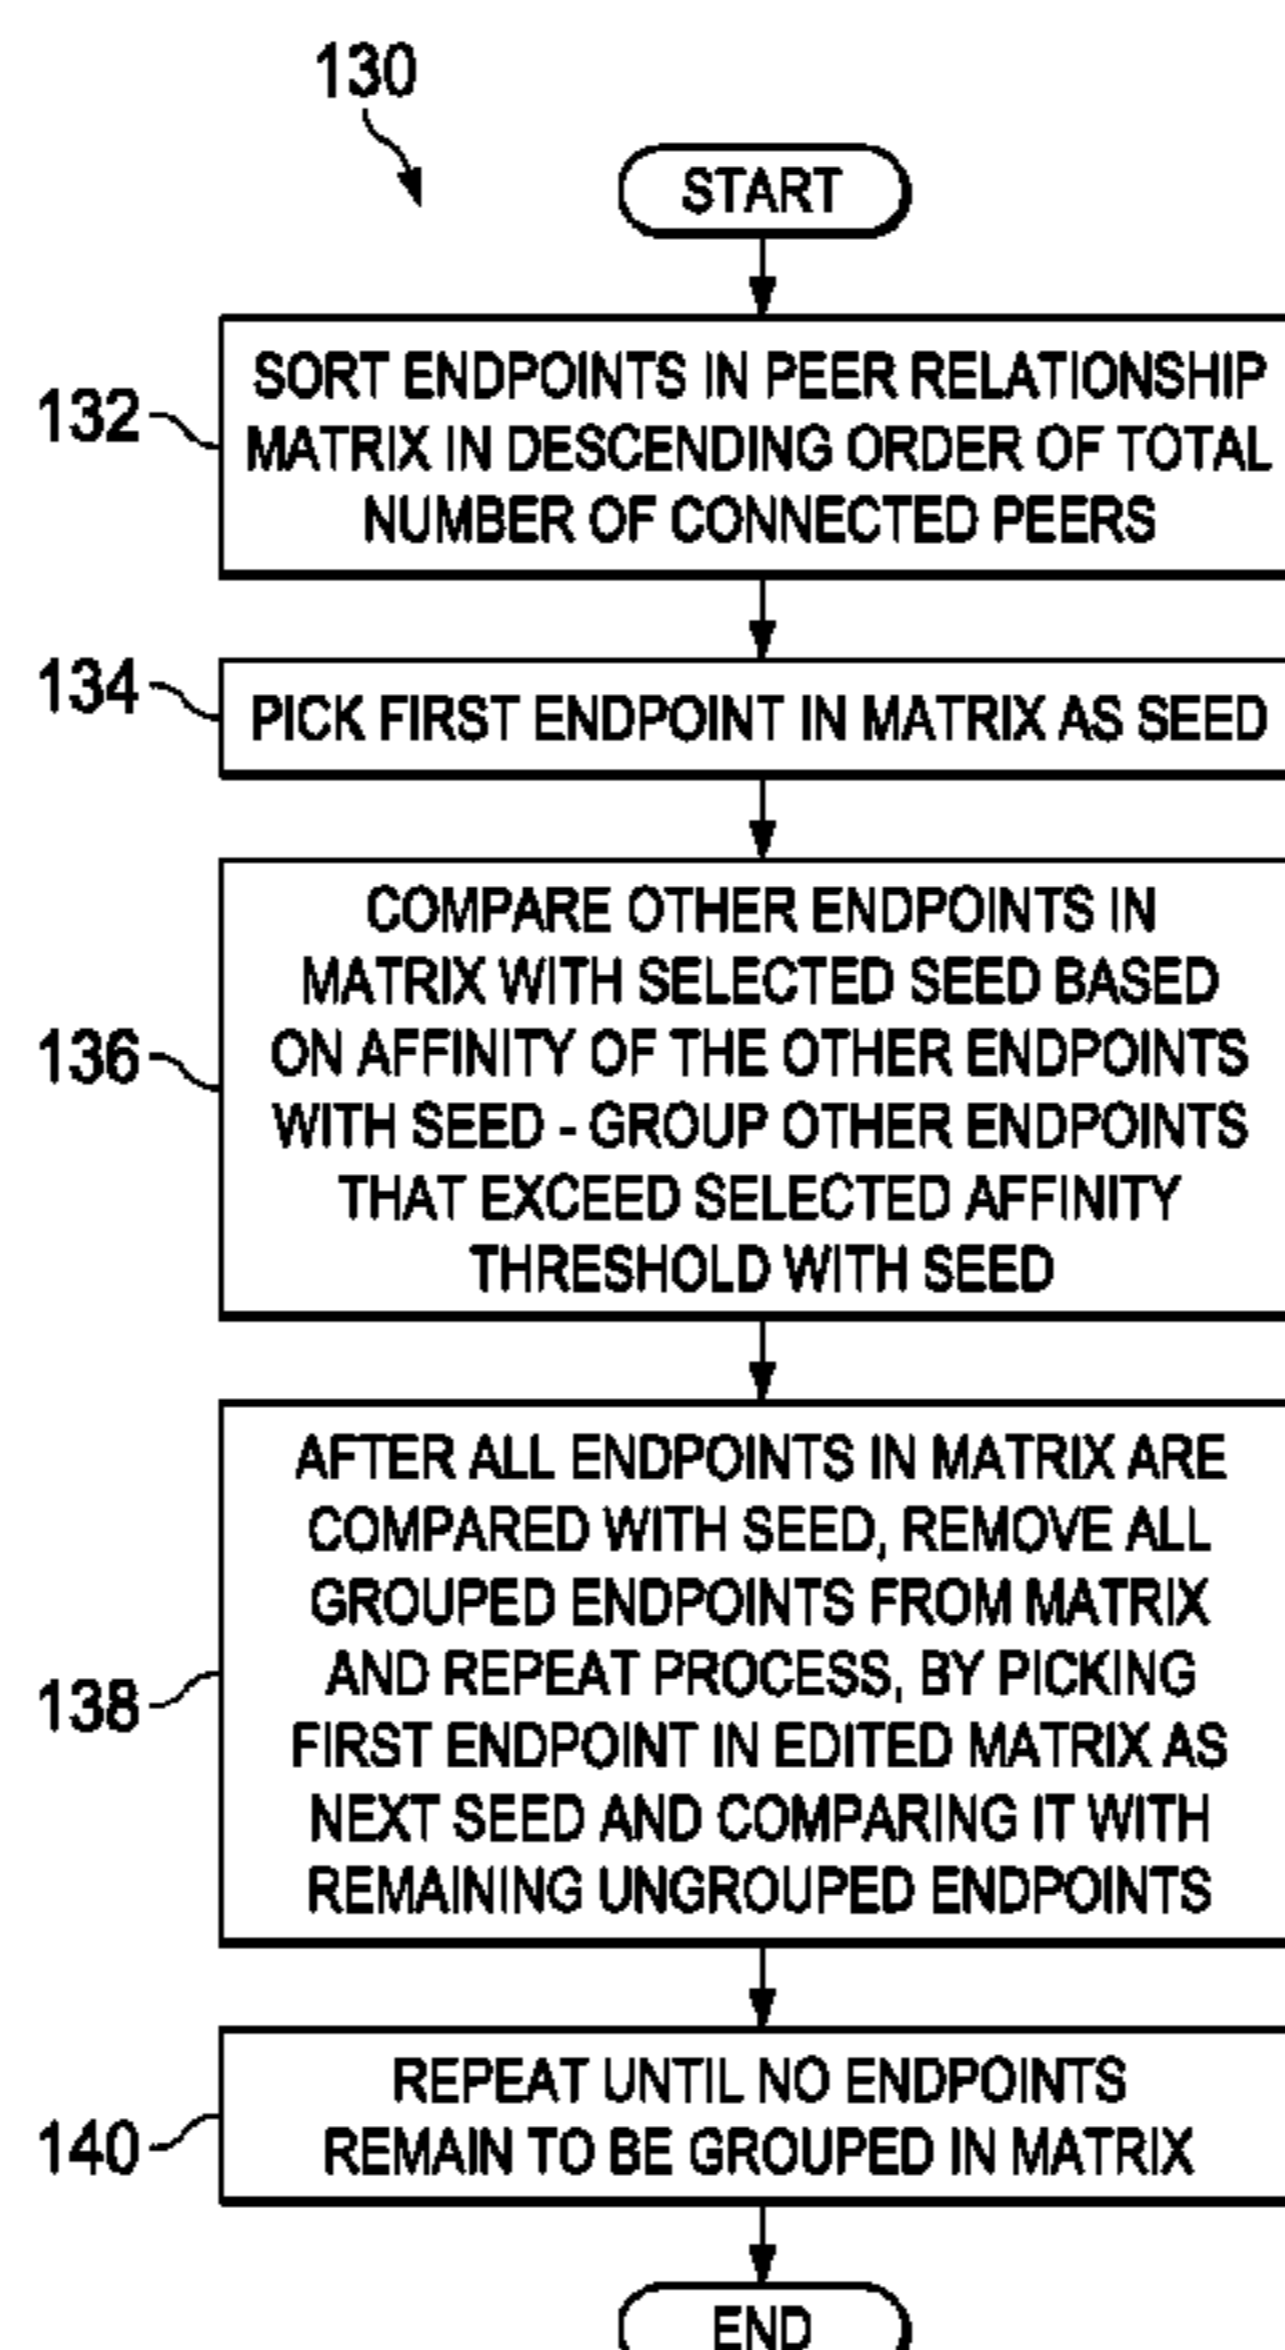 130
START
132
SORT ENDPOINTS IN PEER RELATIONSHIP
MATRIX IN DESCENDING ORDER OF TOTAL
NUMBER OF CONNECTED PEERS
134
PICK FIRST ENDPOINT IN MATRIX AS SEED
136
COMPARE OTHER ENDPOINTS IN
MATRIX WITH SELECTED SEED BASED
ON AFFINITY OF THE OTHER ENDPOINTS
WITH SEED - GROUP OTHER ENDPOINTS
THAT EXCEED SELECTED AFFINITY
THRESHOLD WITH SEED
138
AFTER ALL ENDPOINTS IN MATRIX ARE
COMPARED WITH SEED, REMOVE ALL
GROUPED ENDPOINTS FROM MATRIX
AND REPEAT PROCESS, BY PICKING
FIRST ENDPOINT IN EDITED MATRIX AS
NEXT SEED AND COMPARING IT WITH
REMAINING UNGROUPED ENDPOINTS
140
REPEAT UNTIL NO ENDPOINTS
REMAIN TO BE GROUPED IN MATRIX
END